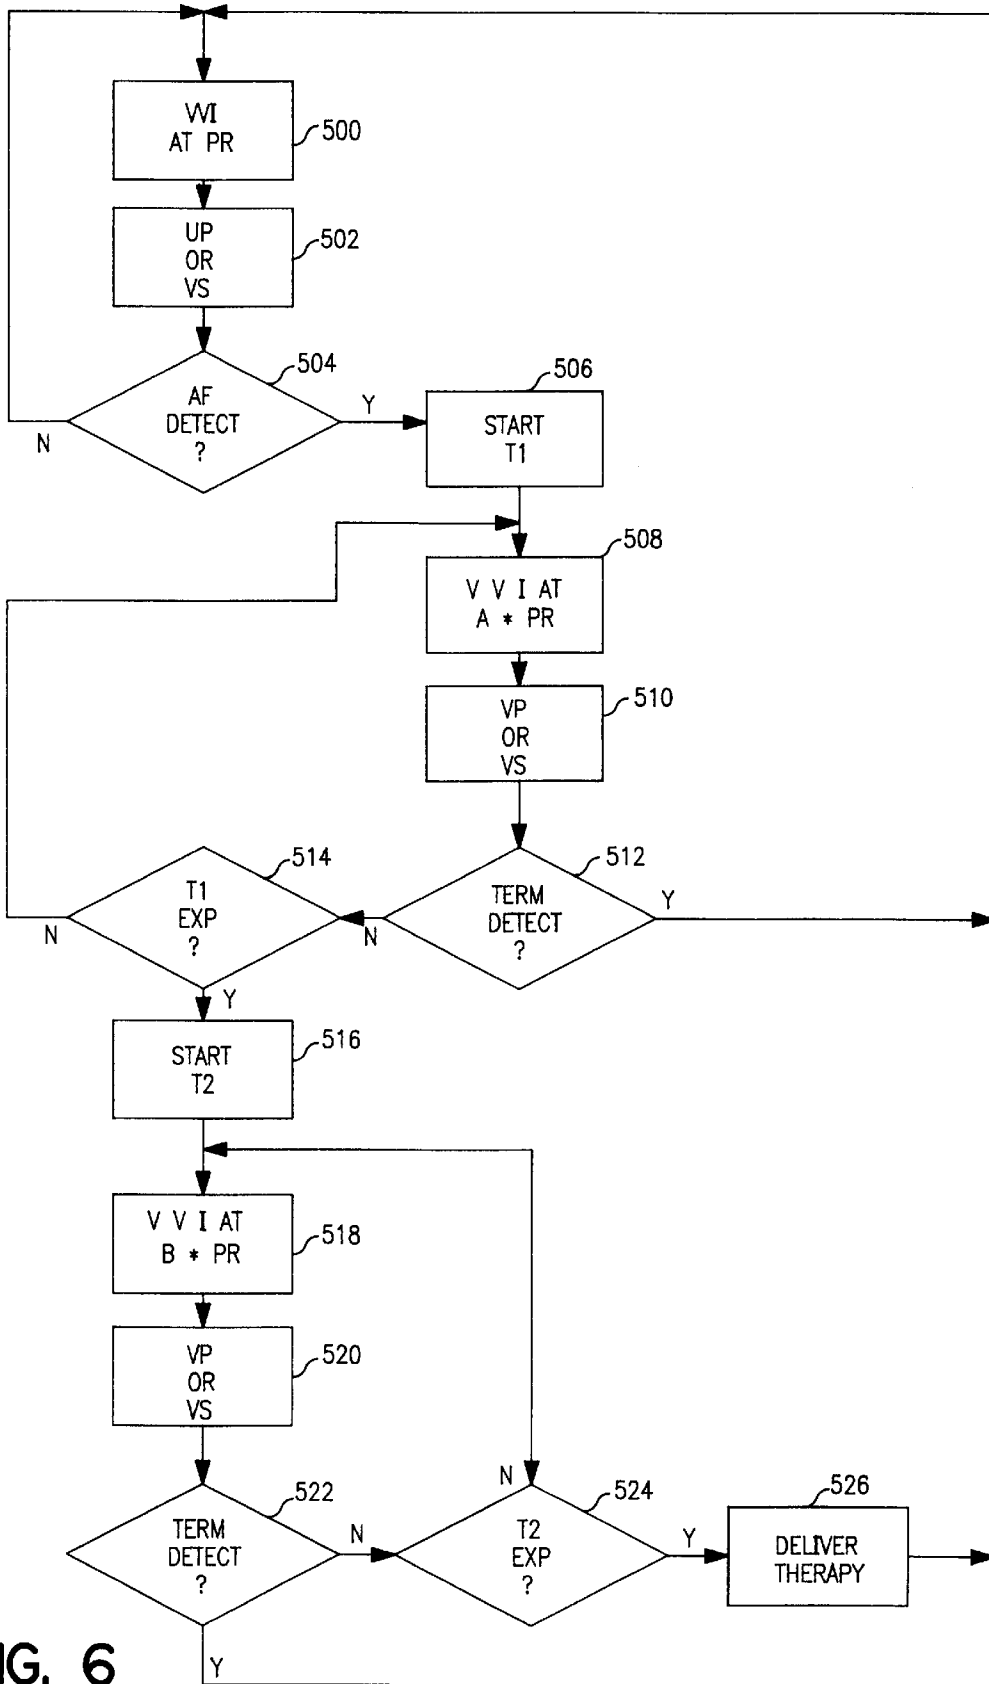 VVI
AT PR
500
UP
OR
VS
502
AF
DETECT
?
504
Y
N
START
T1
506
V V I AT
A * PR
508
VP
OR
VS
510
TERM
DETECT
?
512
Y
N
T1
EXP
?
514
N
Y
START
T2
516
V V I AT
B * PR
518
VP
OR
VS
520
TERM
DETECT
?
522
N
Y
T2
EXP
?
524
N
Y
DELIVER
THERAPY
526
IG. 6